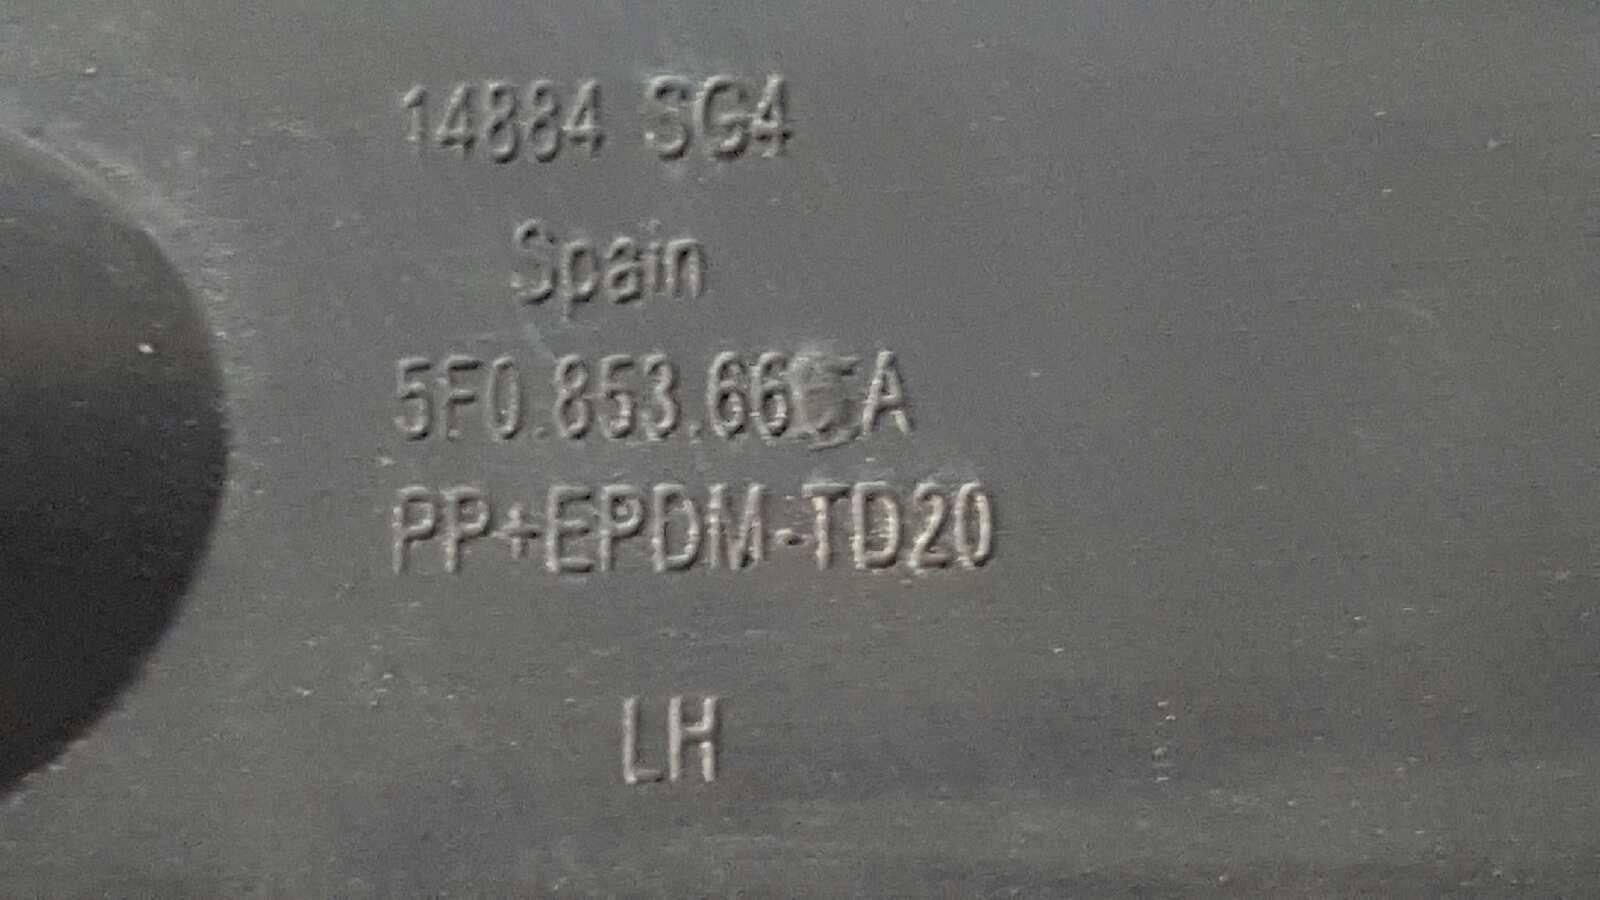 14884 SG4
Spain
PP+EPDM-TD20
LH